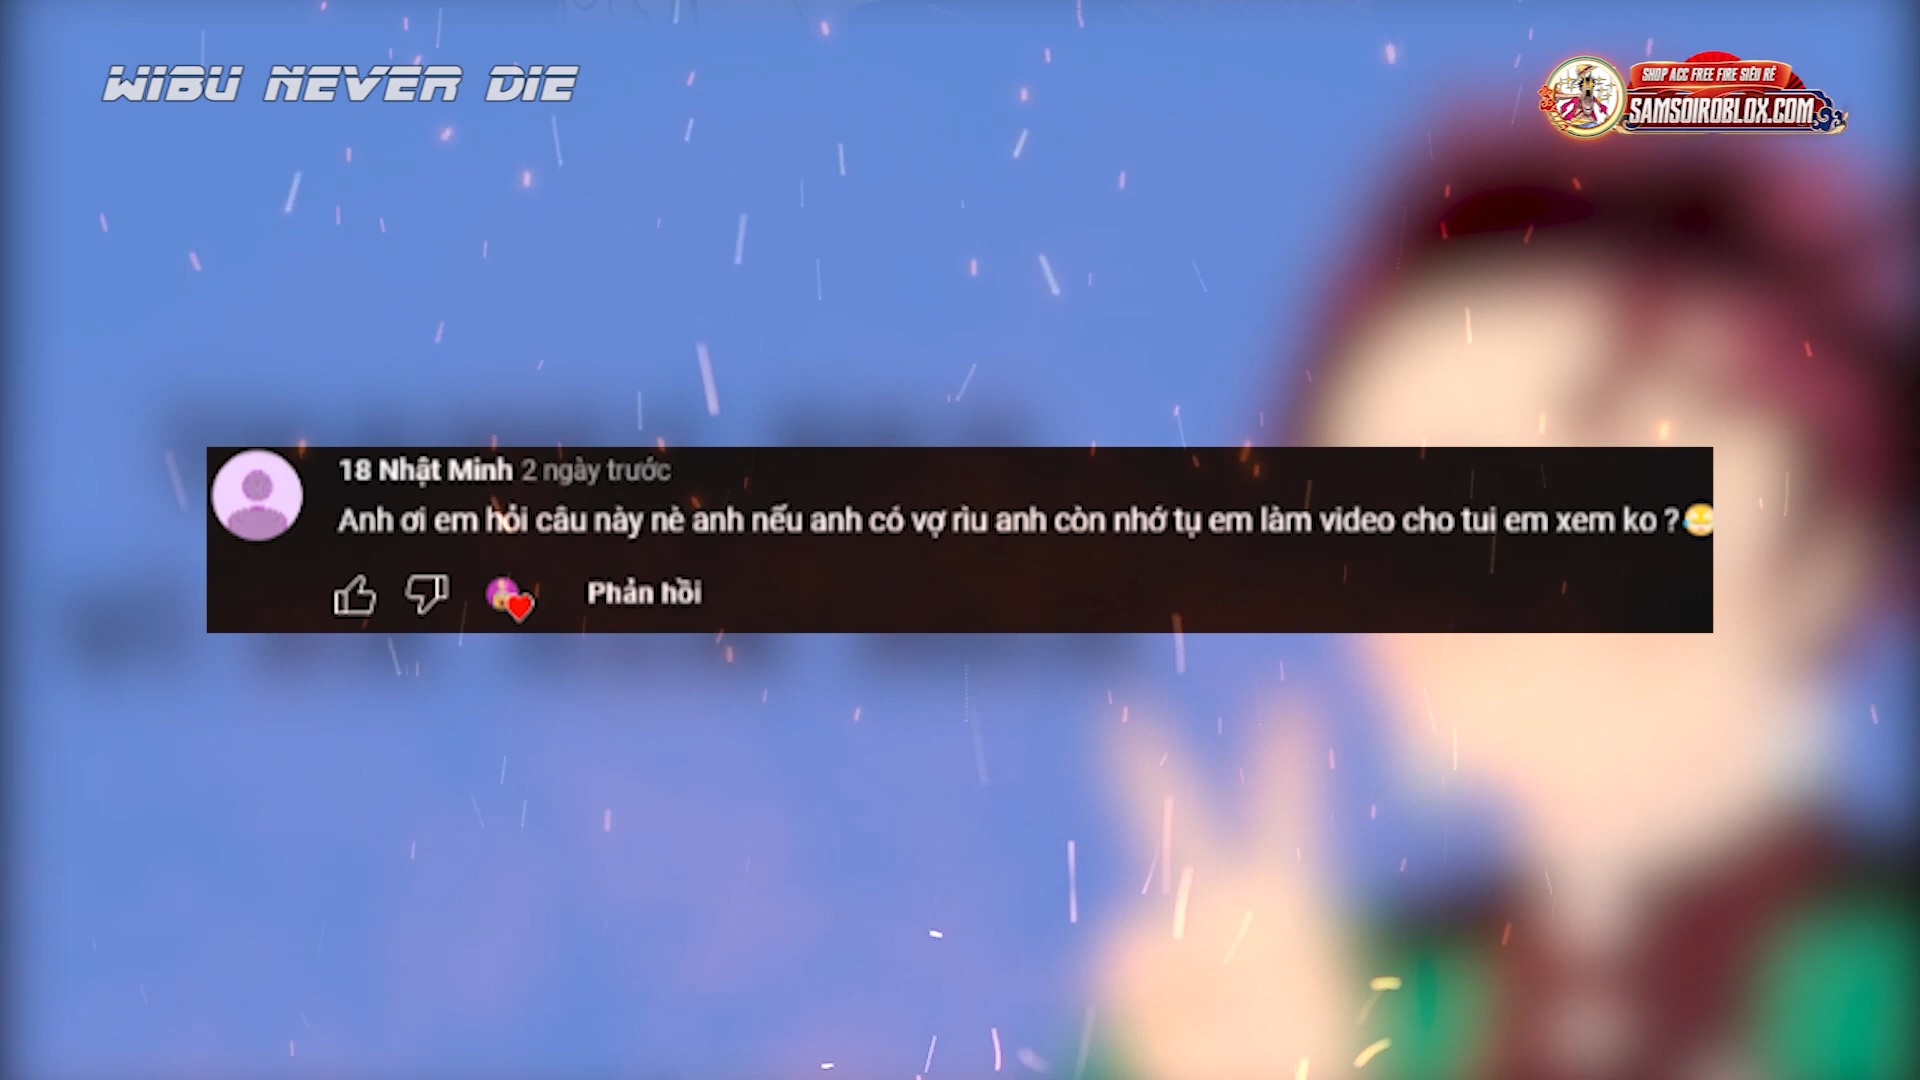 WIBU NEVER DIE
SHOP ACC FREE FIRE SIÊU RẺ
SAMSOIROBLOX.COM
18 Nhật Minh 2 ngày trước
Anh ơi em hỏi câu này nè anh nếu anh có vợ rìu anh còn nhớ tụ em làm video cho tui em xem ko ?😁
Phản hồi